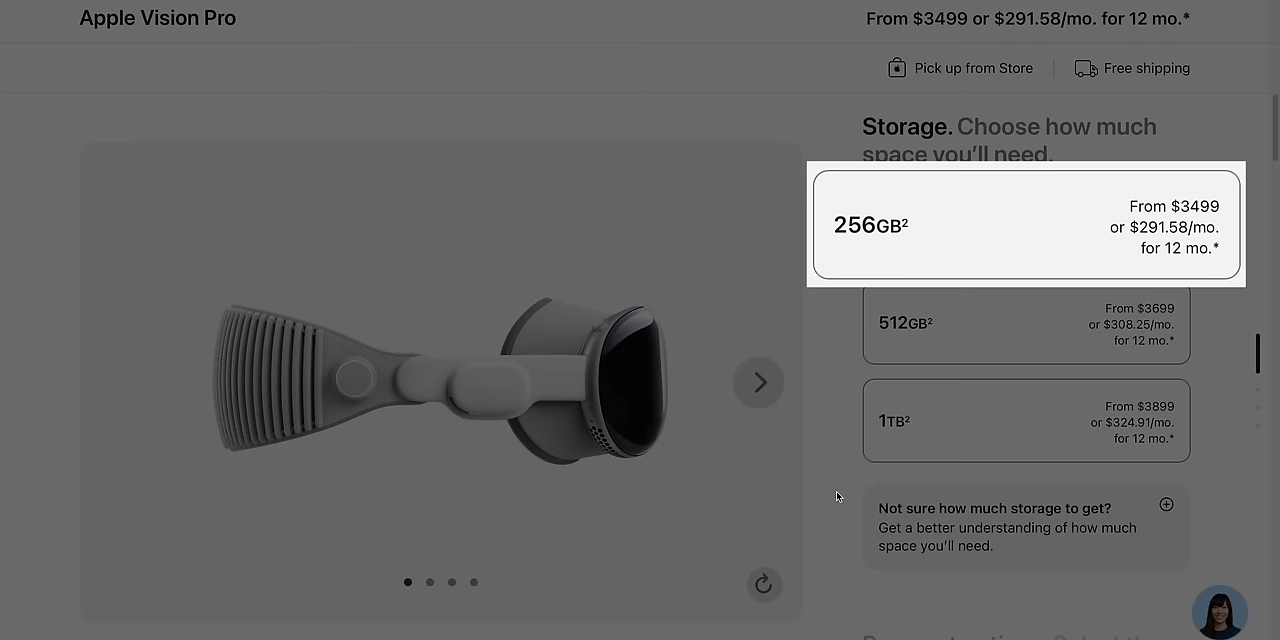 Apple Vision Pro
From $3499 or $291.58/mo. for 12 mo.*
Pick up from Store
Free shipping
Storage. Choose how much
space you’ll need.
256GB²
From $3499
or $291.58/mo.
for 12 mo.*
512GB²
From $3699
or $308.25/mo.
for 12 mo.*
1TB²
From $3899
or $324.91/mo.
for 12 mo.*
Not sure how much storage to get?
Get a better understanding of how much
space you’ll need.